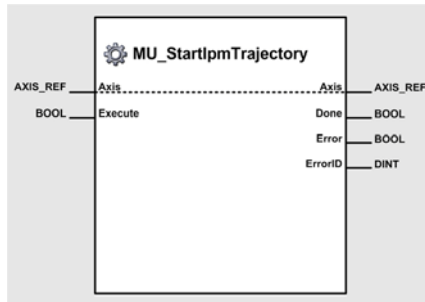 MU_StartIpmTrajectory
AXIS_REF Axis Axis AXIS_REF
BOOL Execute Done BOOL
Error BOOL
ErrorID DINT